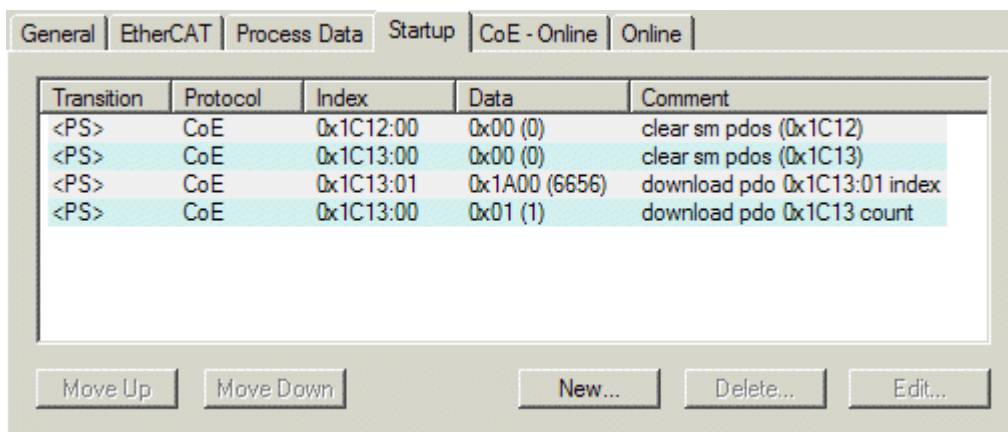 General EtherCAT Process Data Startup CoE - Online Online
Transition Protocol Index Data Comment
<PS> CoE 0x1C12:00 0x00 (0) clear sm pdos (0x1C12)
<PS> CoE 0x1C13:00 0x00 (0) clear sm pdos (0x1C13)
<PS> CoE 0x1C13:01 0x1A00 (6656) download pdo 0x1C13:01 index
<PS> CoE 0x1C13:00 0x01 (1) download pdo 0x1C13 count
Move Up Move Down New... Delete... Edit...